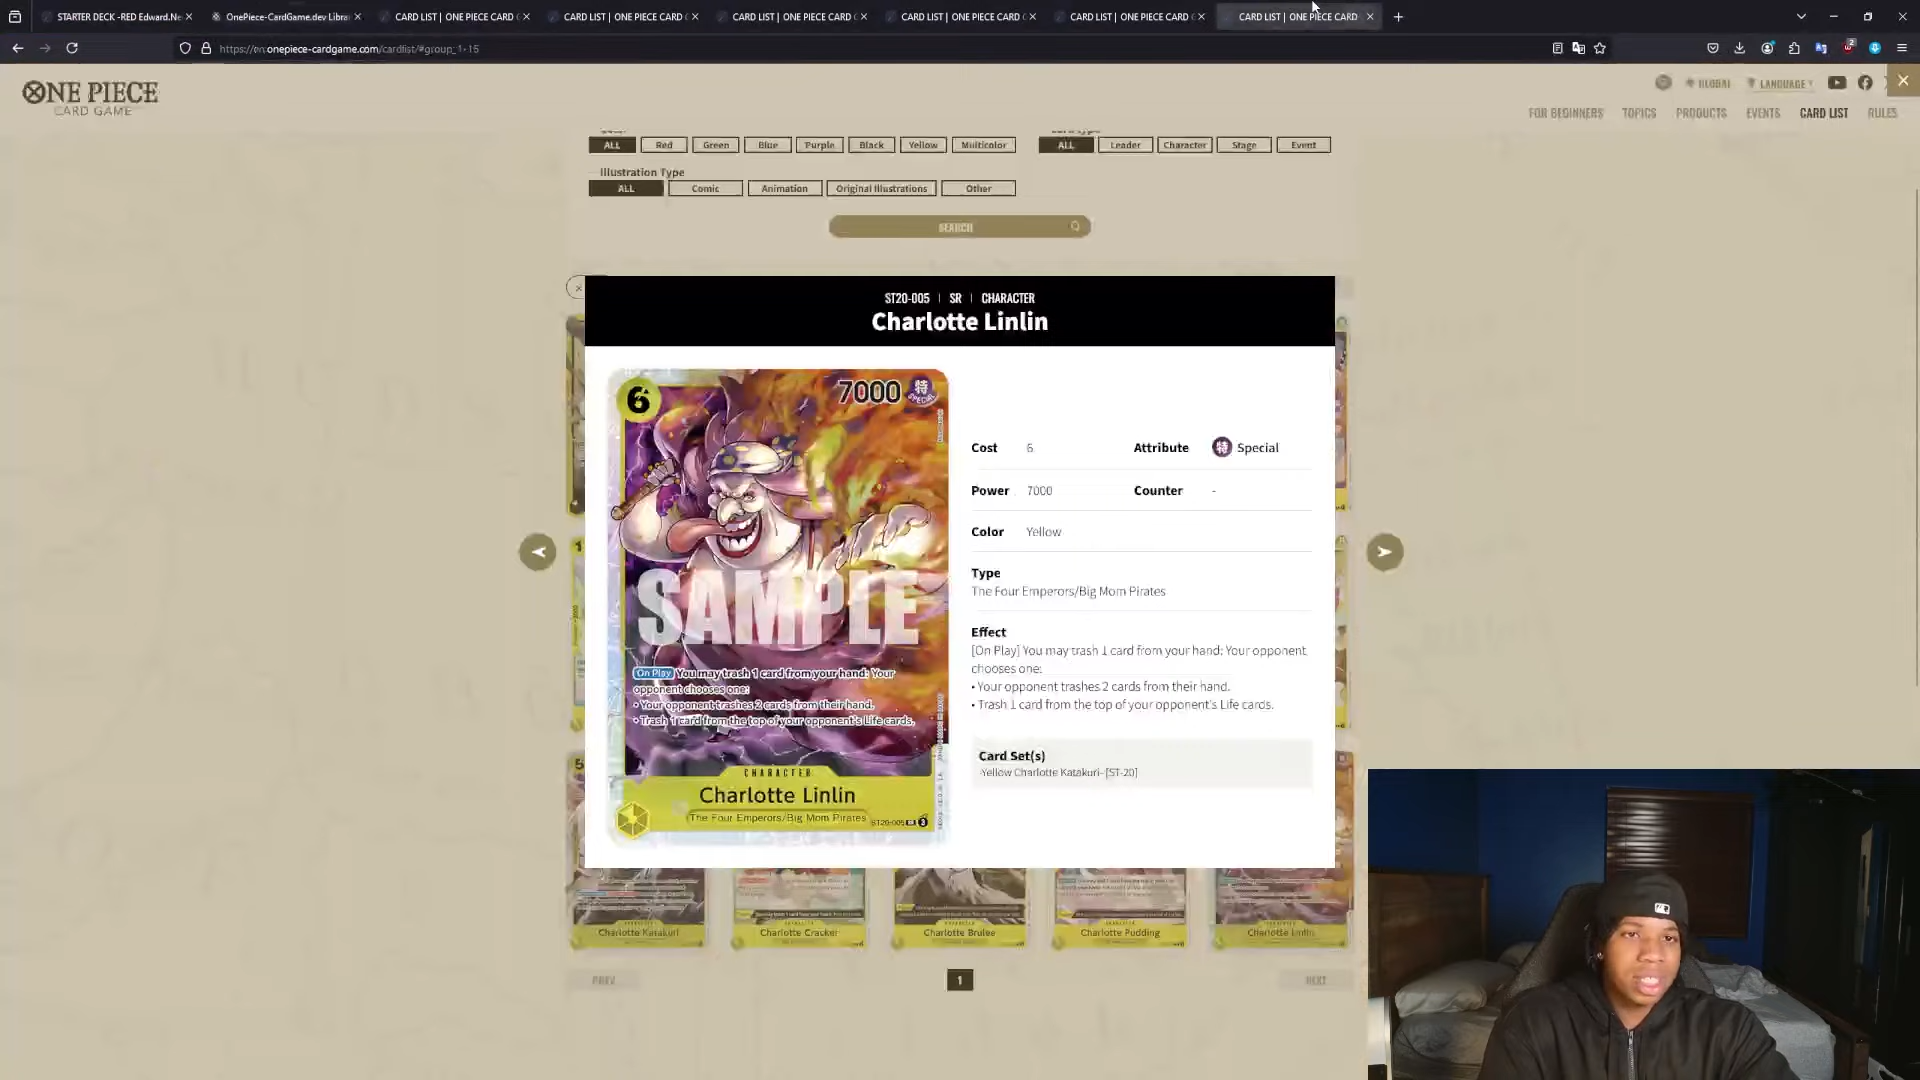 STARTER DECK -RED Edward.Ne
OnePiece-CardGame.dev Libra
CARD LIST | ONE PIECE CARD
CARD LIST | ONE PIECE CARD
CARD LIST | ONE PIECE CARD
CARD LIST | ONE PIECE CARD
CARD LIST | ONE PIECE CARD
CARD LIST | ONE PIECE CARD
https://en.onepiece-cardgame.com/cardlist/#group_1-15
ONE PIECE
CARD GAME
GLOBAL
LANGUAGE
FOR BEGINNERS
TOPICS
PRODUCTS
EVENTS
CARD LIST
RULES
ALL
Red
Green
Blue
Purple
Black
Yellow
Multicolor
ALL
Leader
Character
Stage
Event
Illustration Type
ALL
Comic
Animation
Original Illustrations
Other
SEARCH
ST20-005 | SR | CHARACTER
Charlotte Linlin
6
7000
特
SPECIAL
SAMPLE
On Play You may trash 1 card from your hand: Your
opponent chooses one:
• Your opponent trashes 2 cards from their hand.
• Trash 1 card from the top of your opponent's Life cards.
CHARACTER
Charlotte Linlin
The Four Emperors/Big Mom Pirates
ST20-005
Cost 6
Attribute 特 Special
Power 7000
Counter -
Color Yellow
Type
The Four Emperors/Big Mom Pirates
Effect
[On Play] You may trash 1 card from your hand: Your opponent
chooses one:
• Your opponent trashes 2 cards from their hand.
• Trash 1 card from the top of your opponent's Life cards.
Card Set(s)
-Yellow Charlotte Katakuri- [ST-20]
Charlotte Katakuri
Charlotte Cracker
Charlotte Brulee
Charlotte Pudding
Charlotte Linlin
PREV
1
NEXT